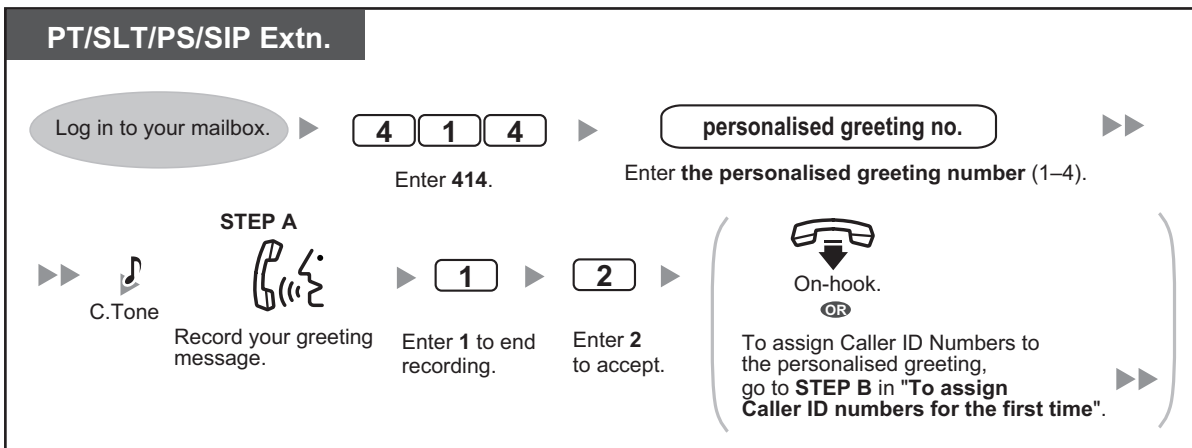 PT/SLT/PS/SIP Extn.
Log in to your mailbox.
4 1 4
Enter 414.
personalised greeting no.
Enter the personalised greeting number (1–4).
C.Tone
STEP A
Record your greeting
message.
1
Enter 1 to end
recording.
2
Enter 2
to accept.
On-hook.
OR
To assign Caller ID Numbers to
the personalised greeting,
go to STEP B in "To assign
Caller ID numbers for the first time".